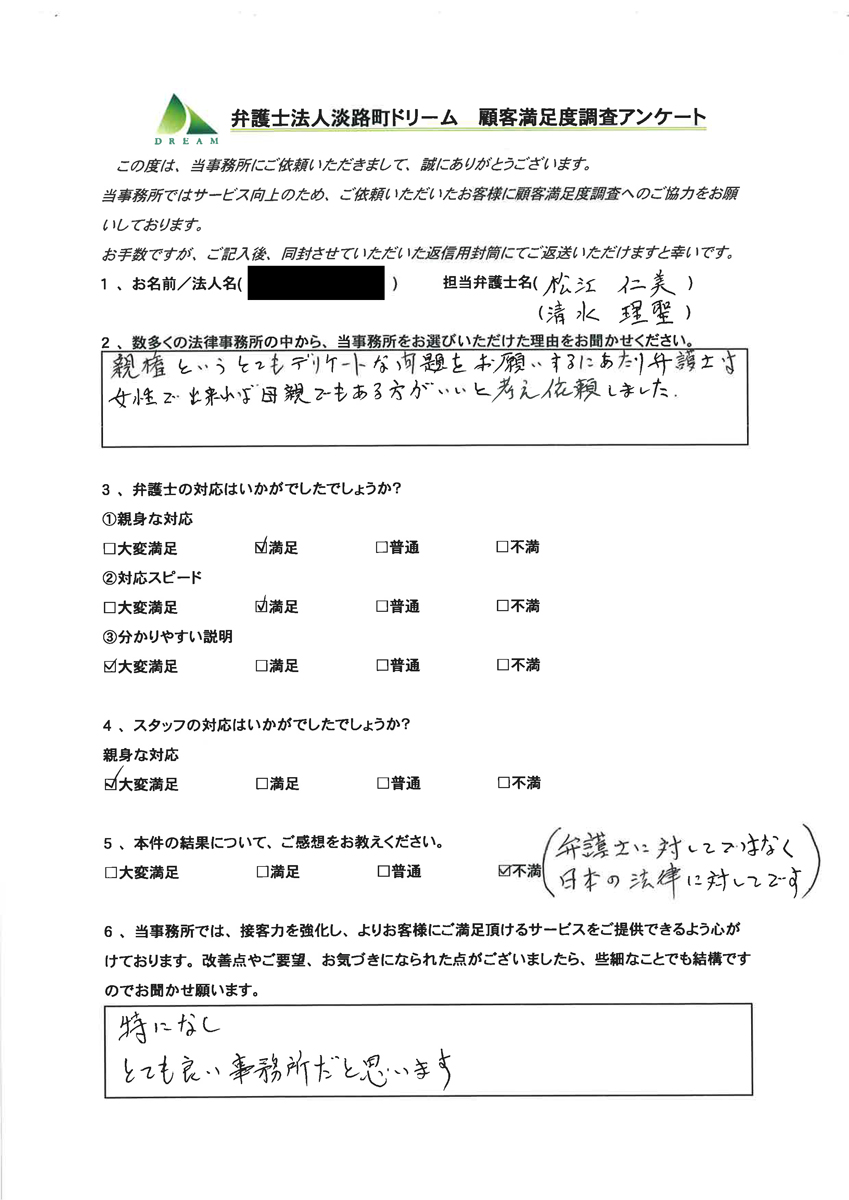 DREAM
弁護士法人淡路町ドリーム　顧客満足度調査アンケート
この度は、当事務所にご依頼いただきまして、誠にありがとうございます。
当事務所ではサービス向上のため、ご依頼いただいたお客様に顧客満足度調査へのご協力をお願
いしております。
お手数ですが、ご記入後、同封させていただいた返信用封筒にてご返送いただけますと幸いです。
1、お名前／法人名(　　　) 担当弁護士名( 松江　仁美 )
(清水　理聖)
2、数多くの法律事務所の中から、当事務所をお選びいただけた理由をお聞かせください。
親権というとてもデリケートな問題をお願いするにあたり弁護士は
女性で出来れば母親でもある方がいいと考え依頼しました.
3、弁護士の対応はいかがでしたでしょうか?
①親身な対応
□大変満足 ☑満足 □普通 □不満
②対応スピード
□大変満足 ☑満足 □普通 □不満
③分かりやすい説明
☑大変満足 □満足 □普通 □不満
4、スタッフの対応はいかがでしたでしょうか?
親身な対応
☑大変満足 □満足 □普通 □不満
5、本件の結果について、ご感想をお教えください。
□大変満足 □満足 □普通 ☑不満
(弁護士に対してではなく
日本の法律に対してです)
6、当事務所では、接客力を強化し、よりお客様にご満足頂けるサービスをご提供できるよう心が
けております。改善点やご要望、お気づきになられた点がございましたら、些細なことでも結構です
のでお聞かせ願います。
特になし
とても良い事務所だと思います